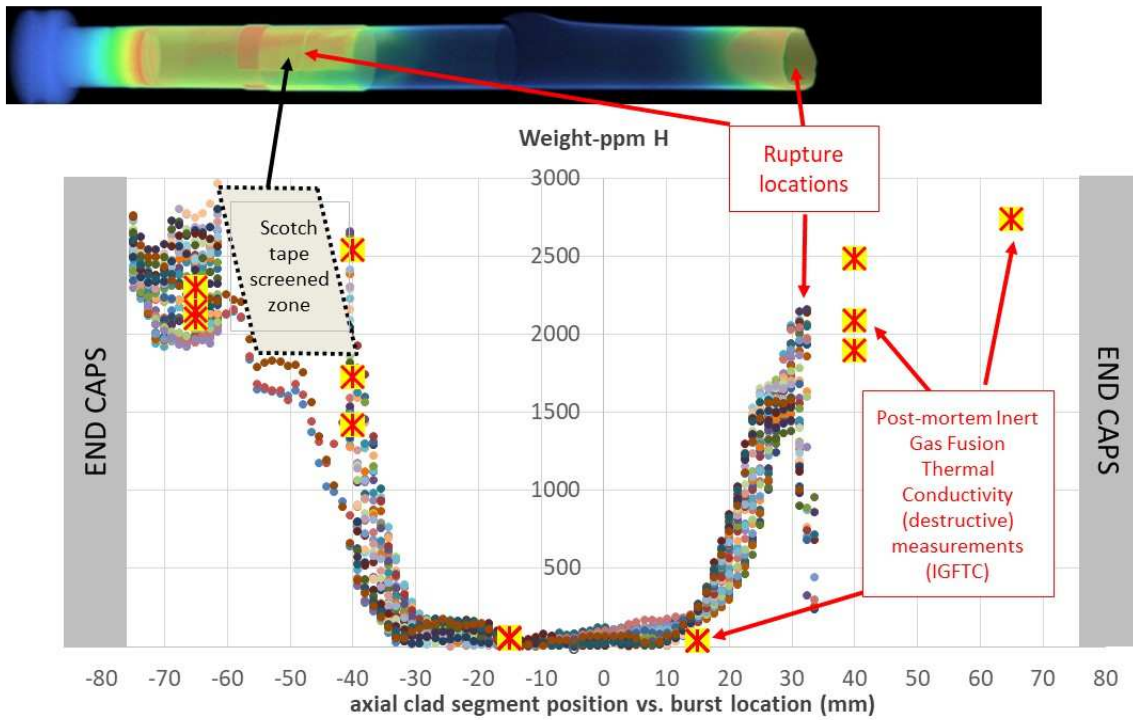 Weight-ppm H
Rupture
locations
END CAPS
END CAPS
Scotch
tape
screened
zone
3000
2500
2000
1500
1000
500
Post-mortem Inert
Gas Fusion
Thermal
Conductivity
(destructive)
measurements
(IGFTC)
-80 -70 -60 -50 -40 -30 -20 -10 0 10 20 30 40 50 60 70 80
axial clad segment position vs. burst location (mm)